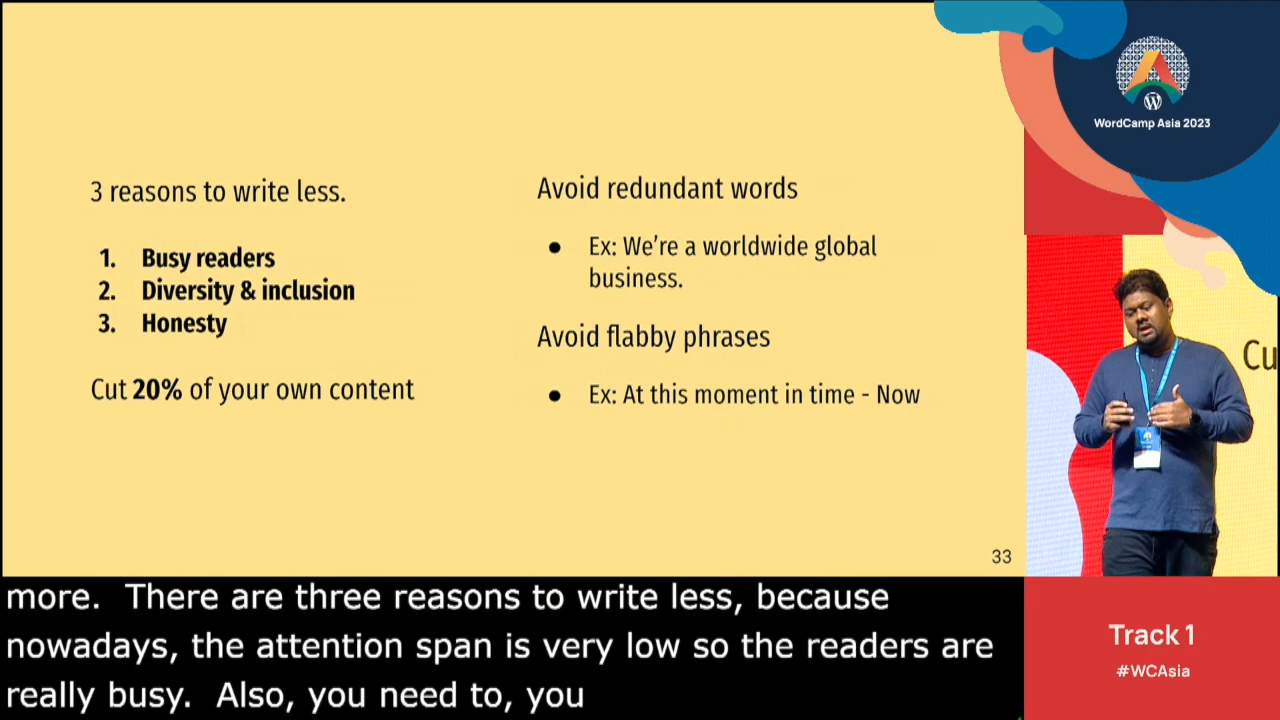 3 reasons to write less.
1. Busy readers
2. Diversity & inclusion
3. Honesty
Cut 20% of your own content
Avoid redundant words
● Ex: We’re a worldwide global
business.
Avoid flabby phrases
● Ex: At this moment in time - Now
33
WordCamp Asia 2023
Cu
more.  There are three reasons to write less, because
nowadays, the attention span is very low so the readers are
really busy.  Also, you need to, you
Track 1
#WCAsia